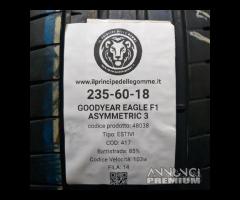 www.ilprincipedellegomme.it
235-60-18
GOODYEAR EAGLE F1
ASYMMETRIC 3
codice prodotto: 48038
Tipo: ESTIVI
COD: 417
Battistrada: 85%
Codice Velocità: 103w
FILA: 14
ANNUNCI
PREMIUM